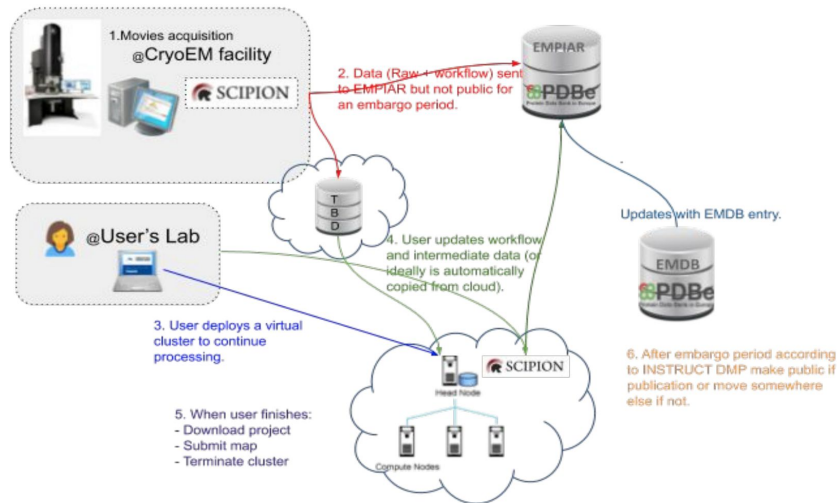 1.Movies acquisition
@CryoEM facility
SCIPION
2. Data (Raw + workflow) sent
to EMPIAR but not public for
an embargo period.
EMPIAR
PDBe
Protein Data Bank in Europe
T
B
D
@User's Lab
4. User updates workflow
and intermediate data (or
ideally is automatically
copied from cloud).
Updates with EMDB entry.
EMDB
PDBe
Protein Data Bank in Europe
3. User deploys a virtual
cluster to continue
processing.
SCIPION
Head Node
Compute Nodes
5. When user finishes:
- Download project
- Submit map
- Terminate cluster
6. After embargo period according
to INSTRUCT DMP make public if
publication or move somewhere
else if not.